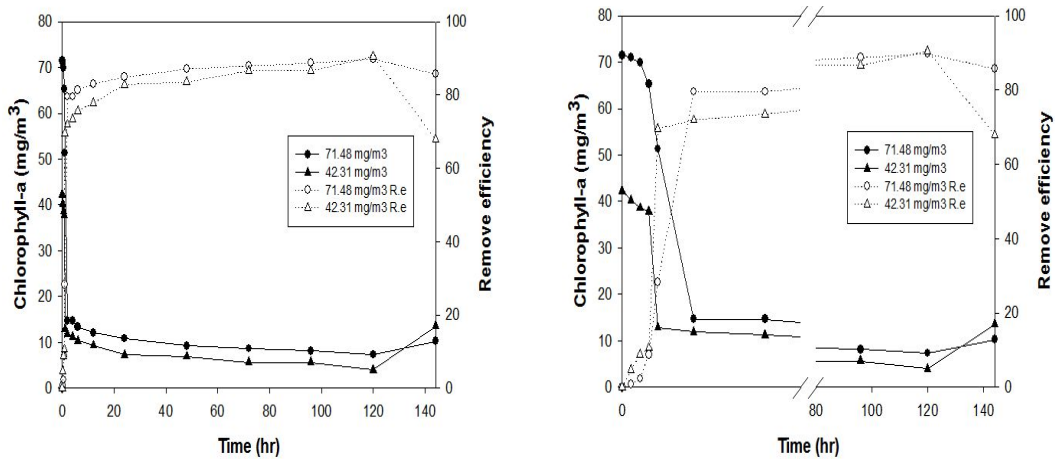 80
70
60
50
40
30
20
10
0
Chlorophyll-a (mg/m3)
100
80
60
40
20
0
Remove efficiency
71.48 mg/m3
42.31 mg/m3
71.48 mg/m3 R.e
42.31 mg/m3 R.e
0 20 40 60 80 100 120 140
Time (hr)
80
70
60
50
40
30
20
10
0
Chlorophyll-a (mg/m3)
100
80
60
40
20
0
Remove efficiency
71.48 mg/m3
42.31 mg/m3
71.48 mg/m3 R.e
42.31 mg/m3 R.e
0 80 100 120 140
Time (hr)